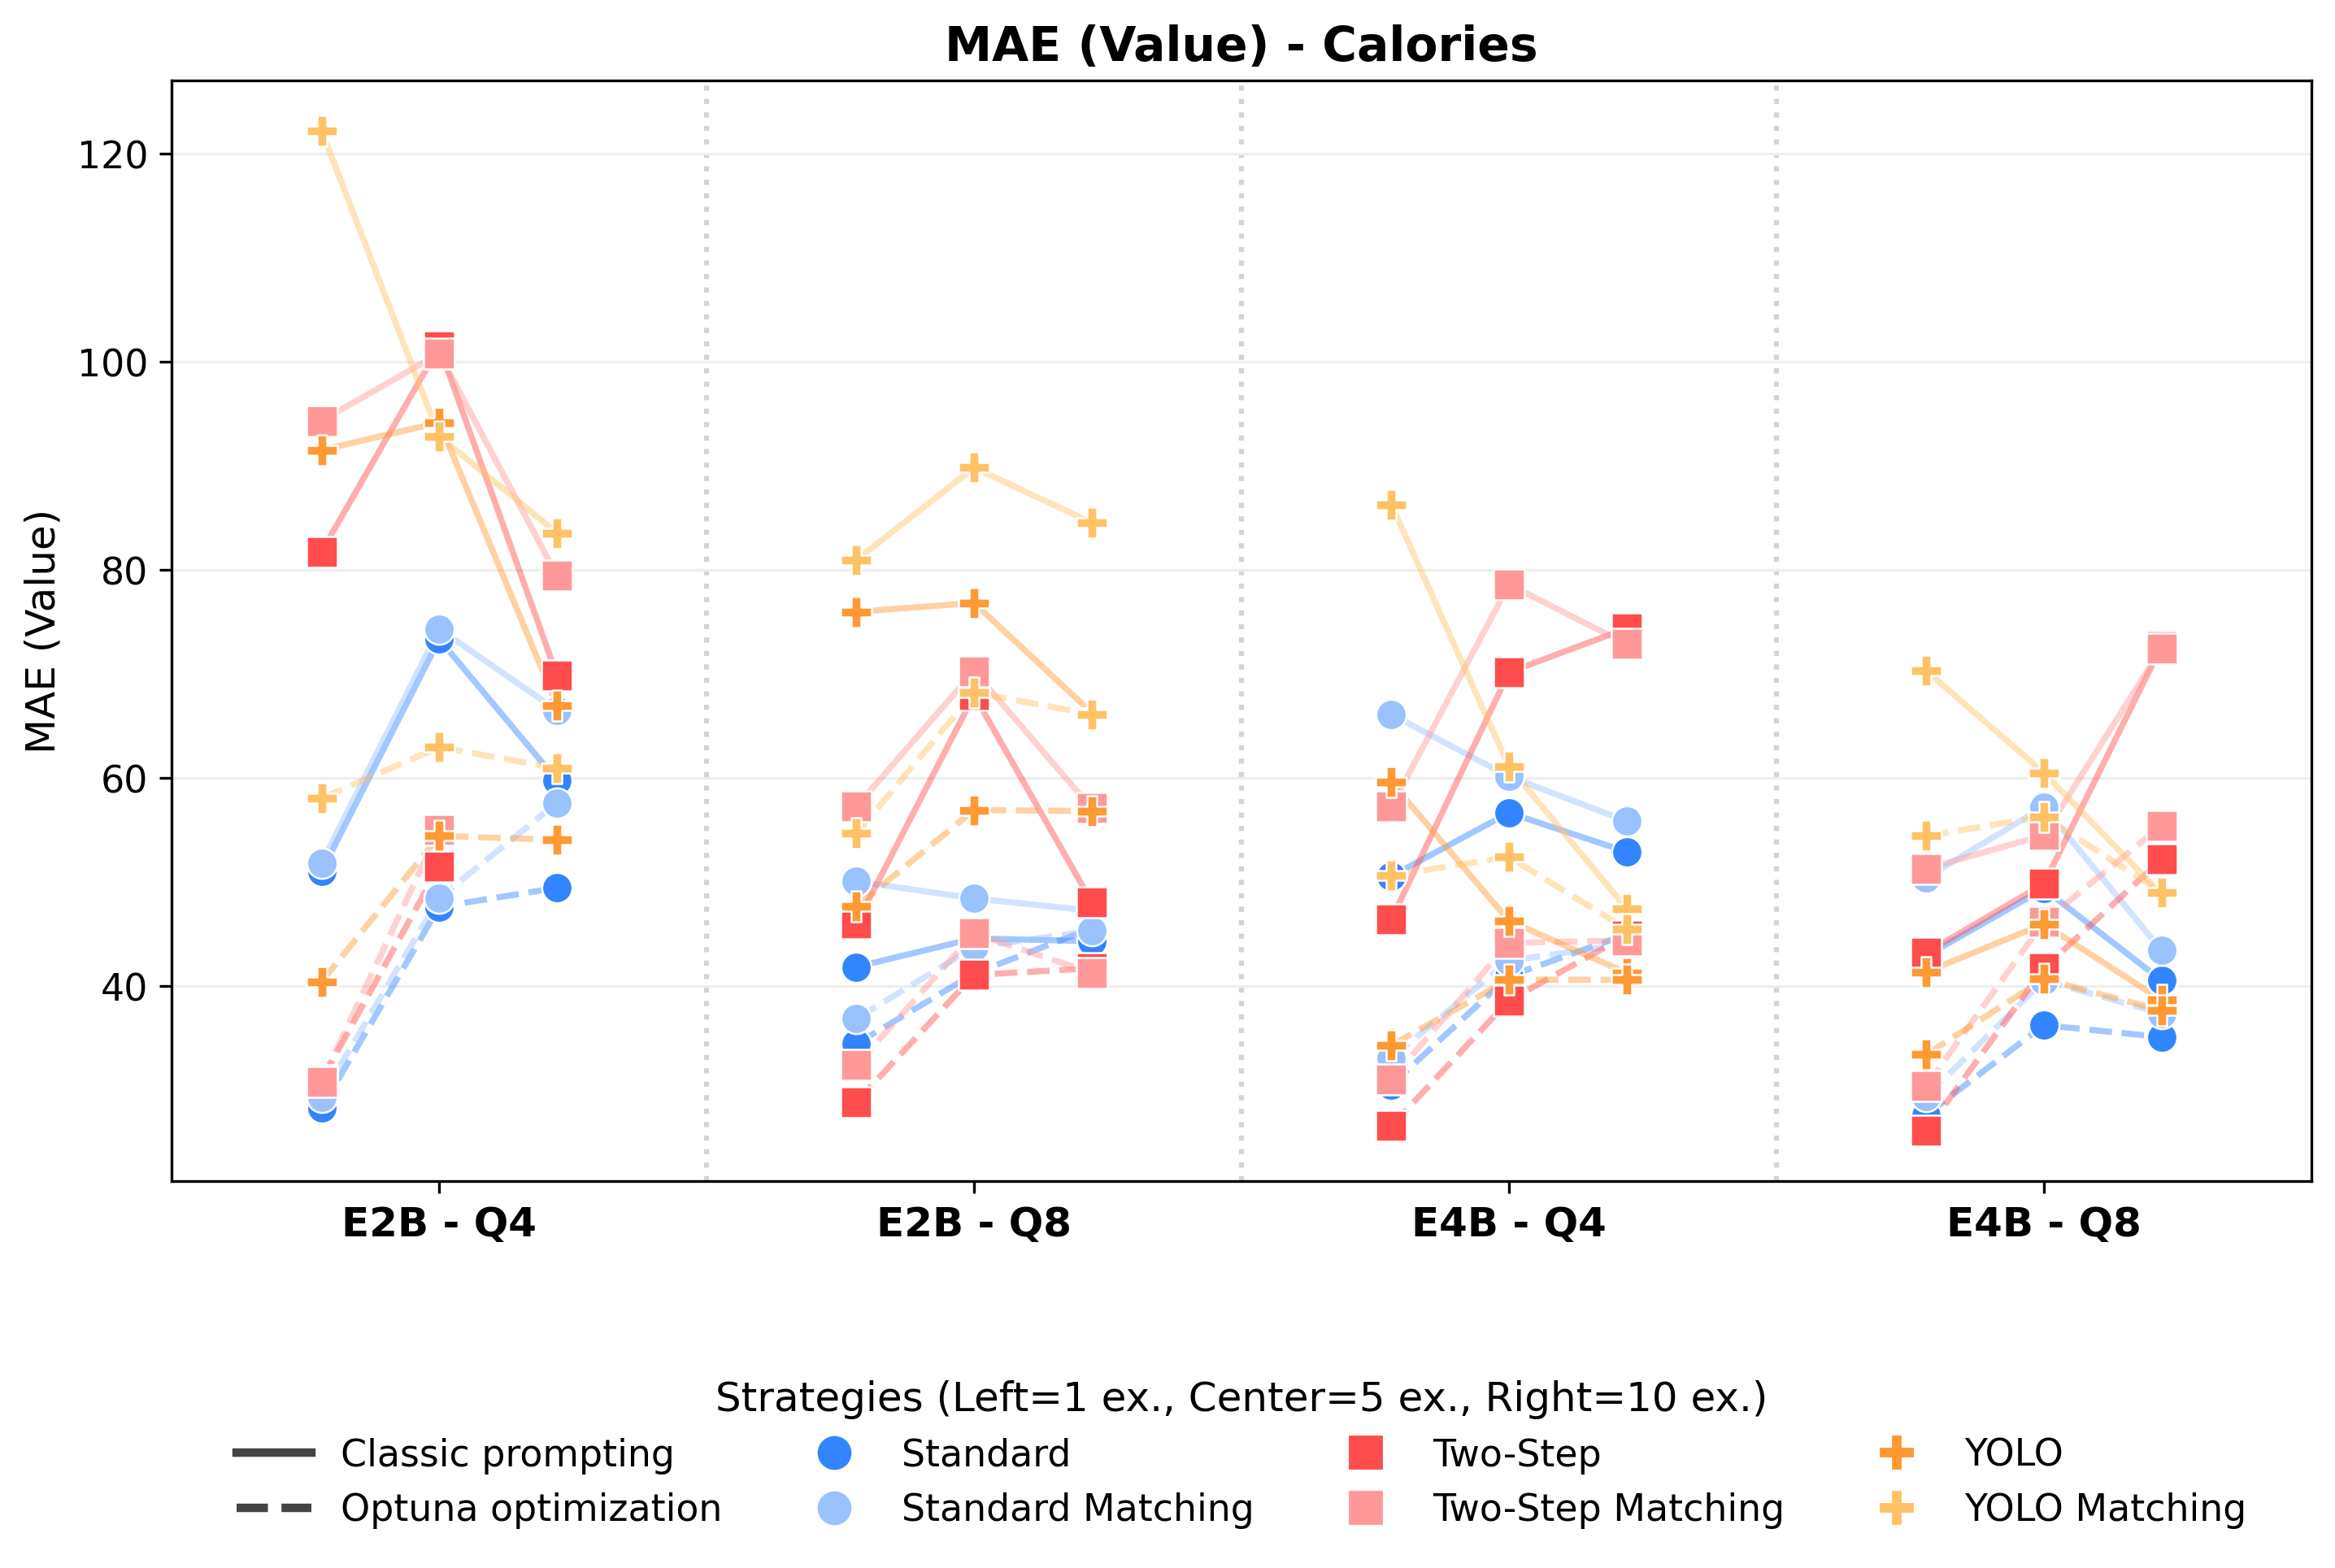 MAE (Value) - Calories
MAE (Value)
120
100
80
60
40
E2B - Q4
E2B - Q8
E4B - Q4
E4B - Q8
Strategies (Left=1 ex., Center=5 ex., Right=10 ex.)
Classic prompting
Optuna optimization
Standard
Standard Matching
Two-Step
Two-Step Matching
YOLO
YOLO Matching